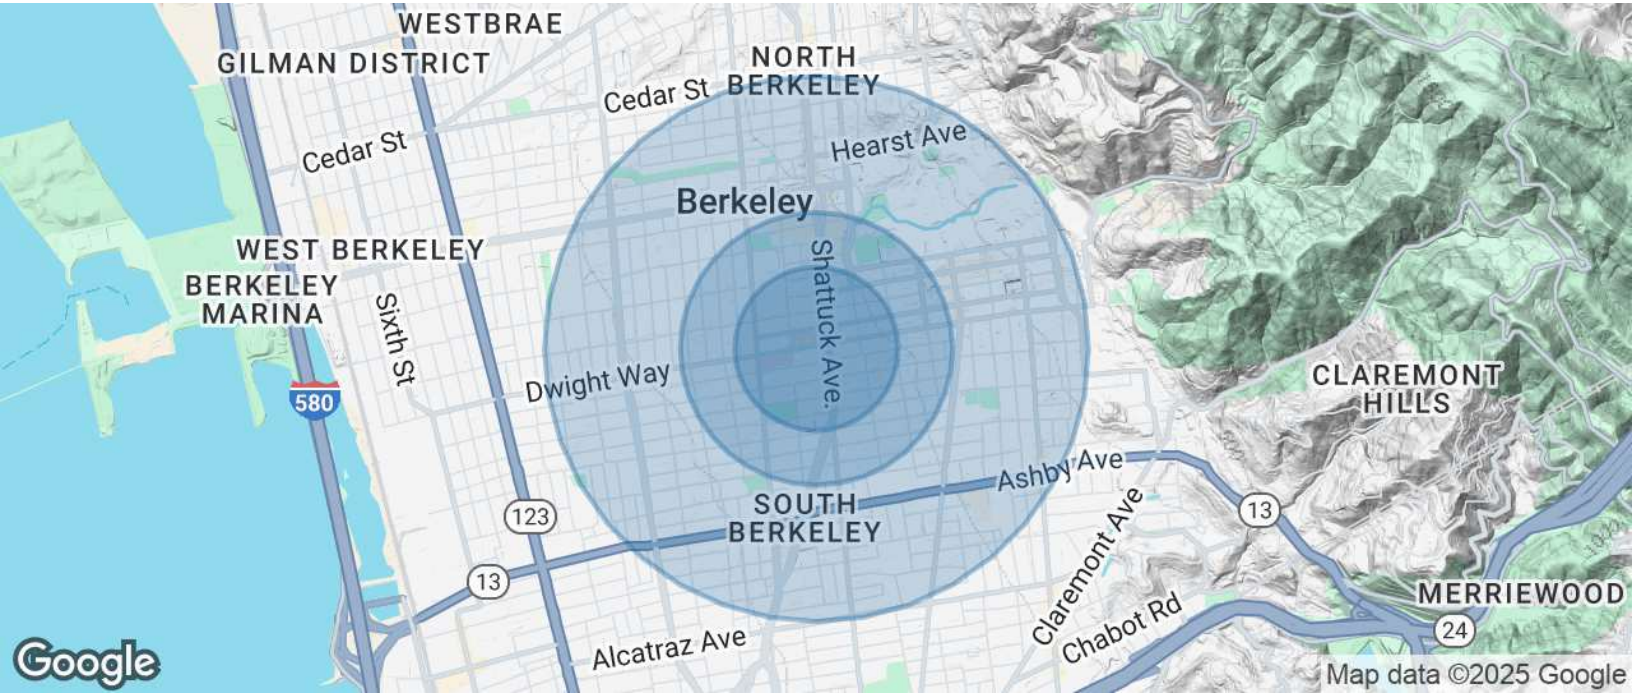 WESTBRAE
GILMAN DISTRICT
NORTH
BERKELEY
Cedar St
Cedar St
Hearst Ave
Berkeley
WEST BERKELEY
BERKELEY
MARINA
Sixth St
Shattuck Ave.
Dwight Way
580
CLAREMONT
HILLS
Ashby Ave
SOUTH
BERKELEY
123
13
13
Claremont Ave
MERRIEWOOD
Chabot Rd
24
Alcatraz Ave
Google
Map data ©2025 Google